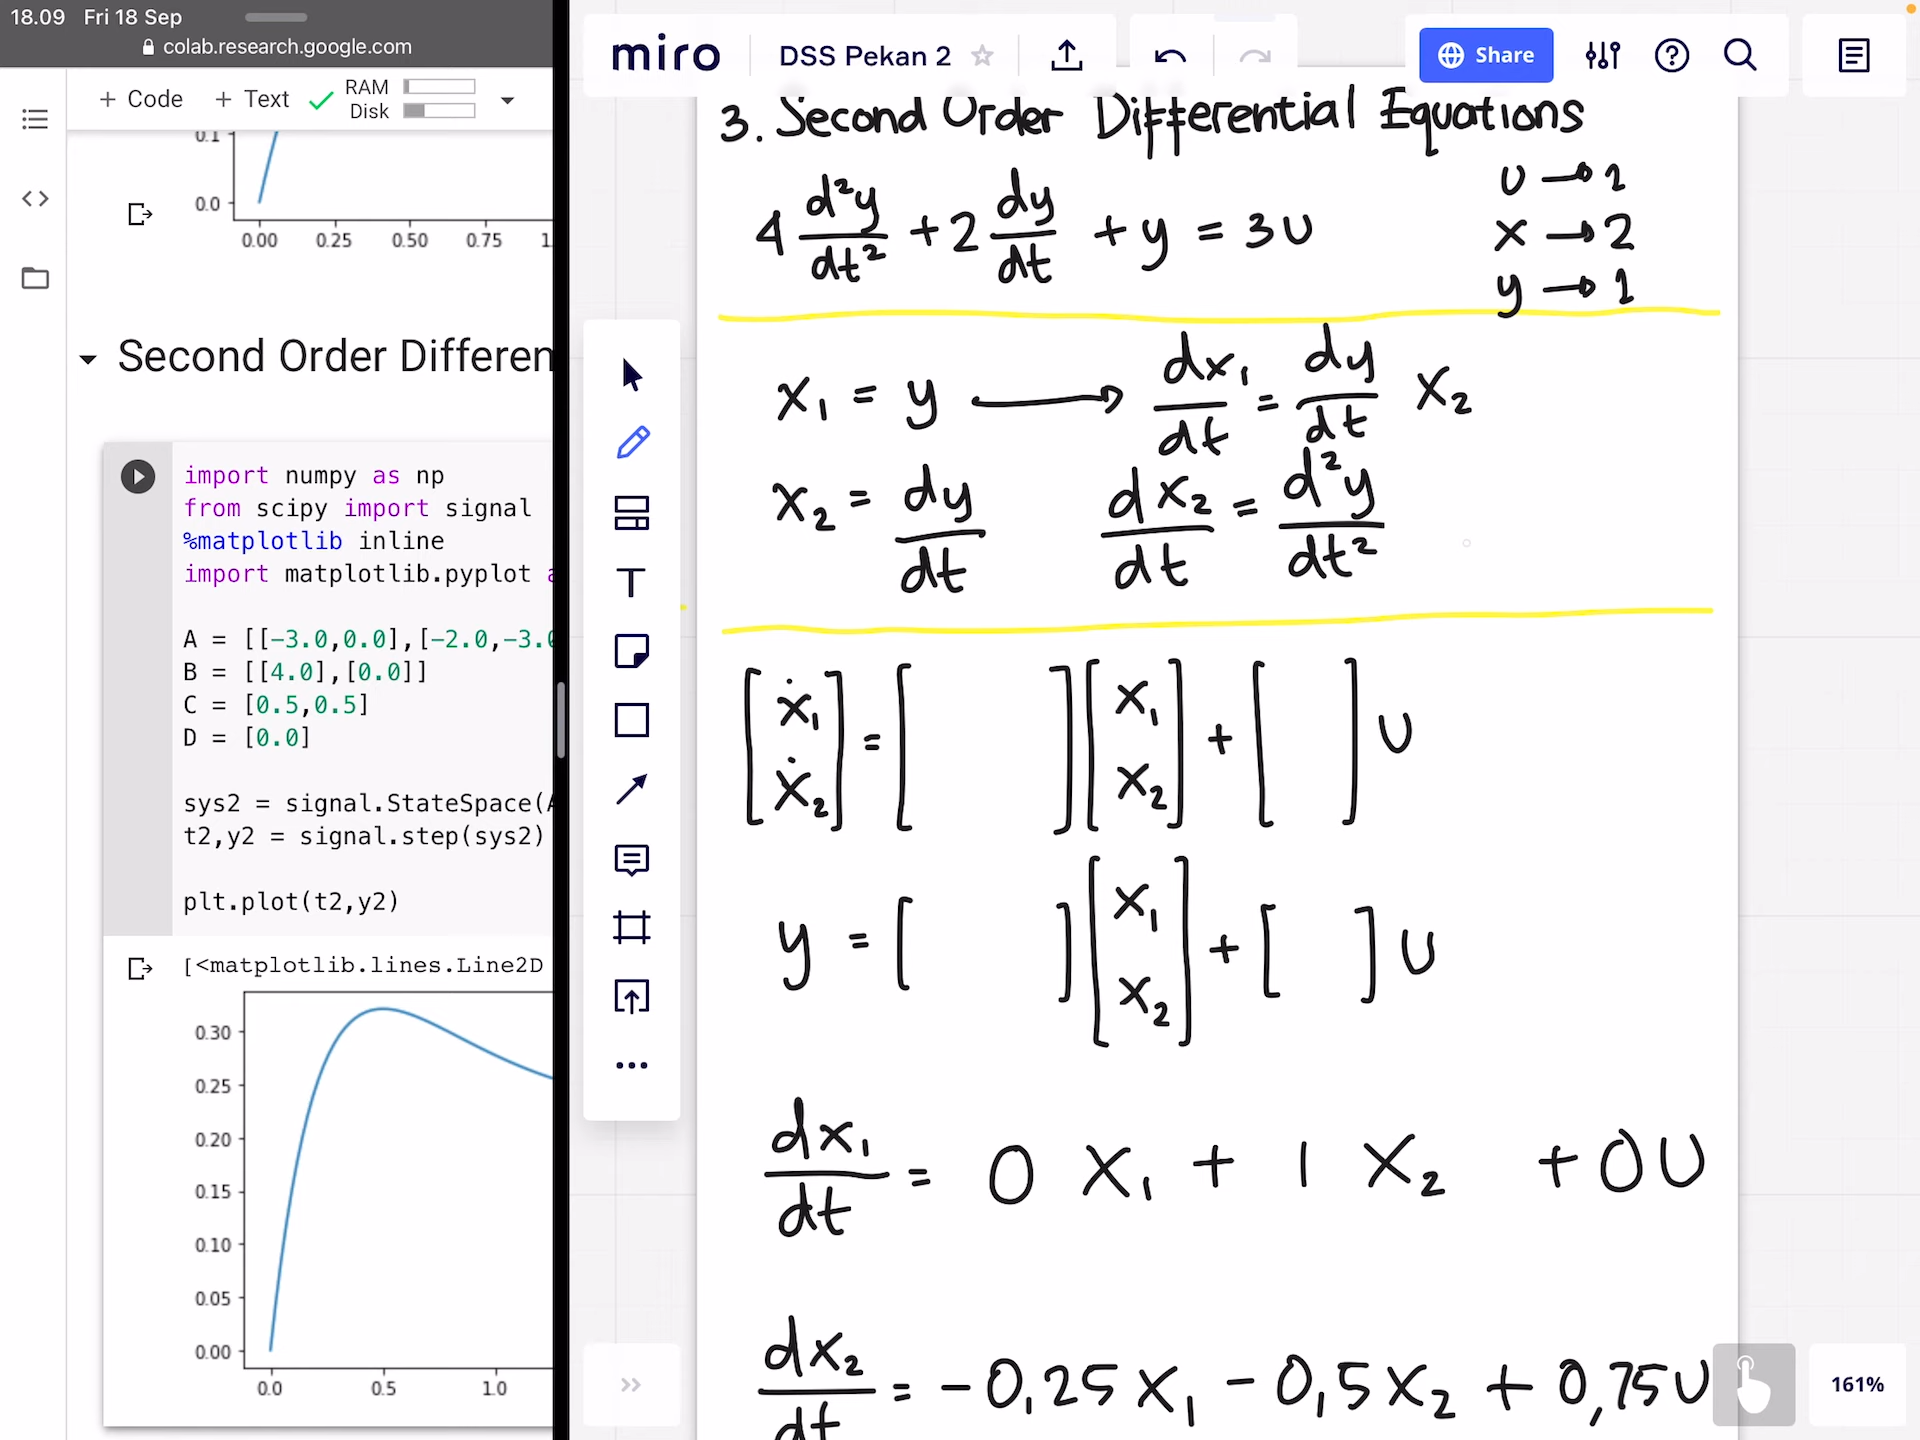 18.09 Fri 18 Sep
colab.research.google.com
+ Code + Text RAM
Disk
0.1
0.0
0.00 0.25 0.50 0.75 1.
Second Order Differen
import numpy as np
from scipy import signal
%matplotlib inline
import matplotlib.pyplot a
A = [[-3.0,0.0],[-2.0,-3.0
B = [[4.0],[0.0]]
C = [0.5,0.5]
D = [0.0]
sys2 = signal.StateSpace(A
t2,y2 = signal.step(sys2)
plt.plot(t2,y2)
[<matplotlib.lines.Line2D
0.30
0.25
0.20
0.15
0.10
0.05
0.00
0.0 0.5 1.0
miro DSS Pekan 2 Share
3. Second Order Differential Equations
4 d²y/dt² + 2 dy/dt + y = 3U
U → 1
x → 2
y → 1
x₁ = y → dx₁/dt = dy/dt x₂
x₂ = dy/dt dx₂/dt = d²y/dt²
[ẋ₁ ẋ₂] = [ ] [x₁ x₂] + [ ] U
y = [ ] [x₁ x₂] + [ ] U
dx₁/dt = 0 x₁ + 1 x₂ + 0U
dx₂/dt = -0,25 x₁ - 0,5 x₂ + 0,75U
161%